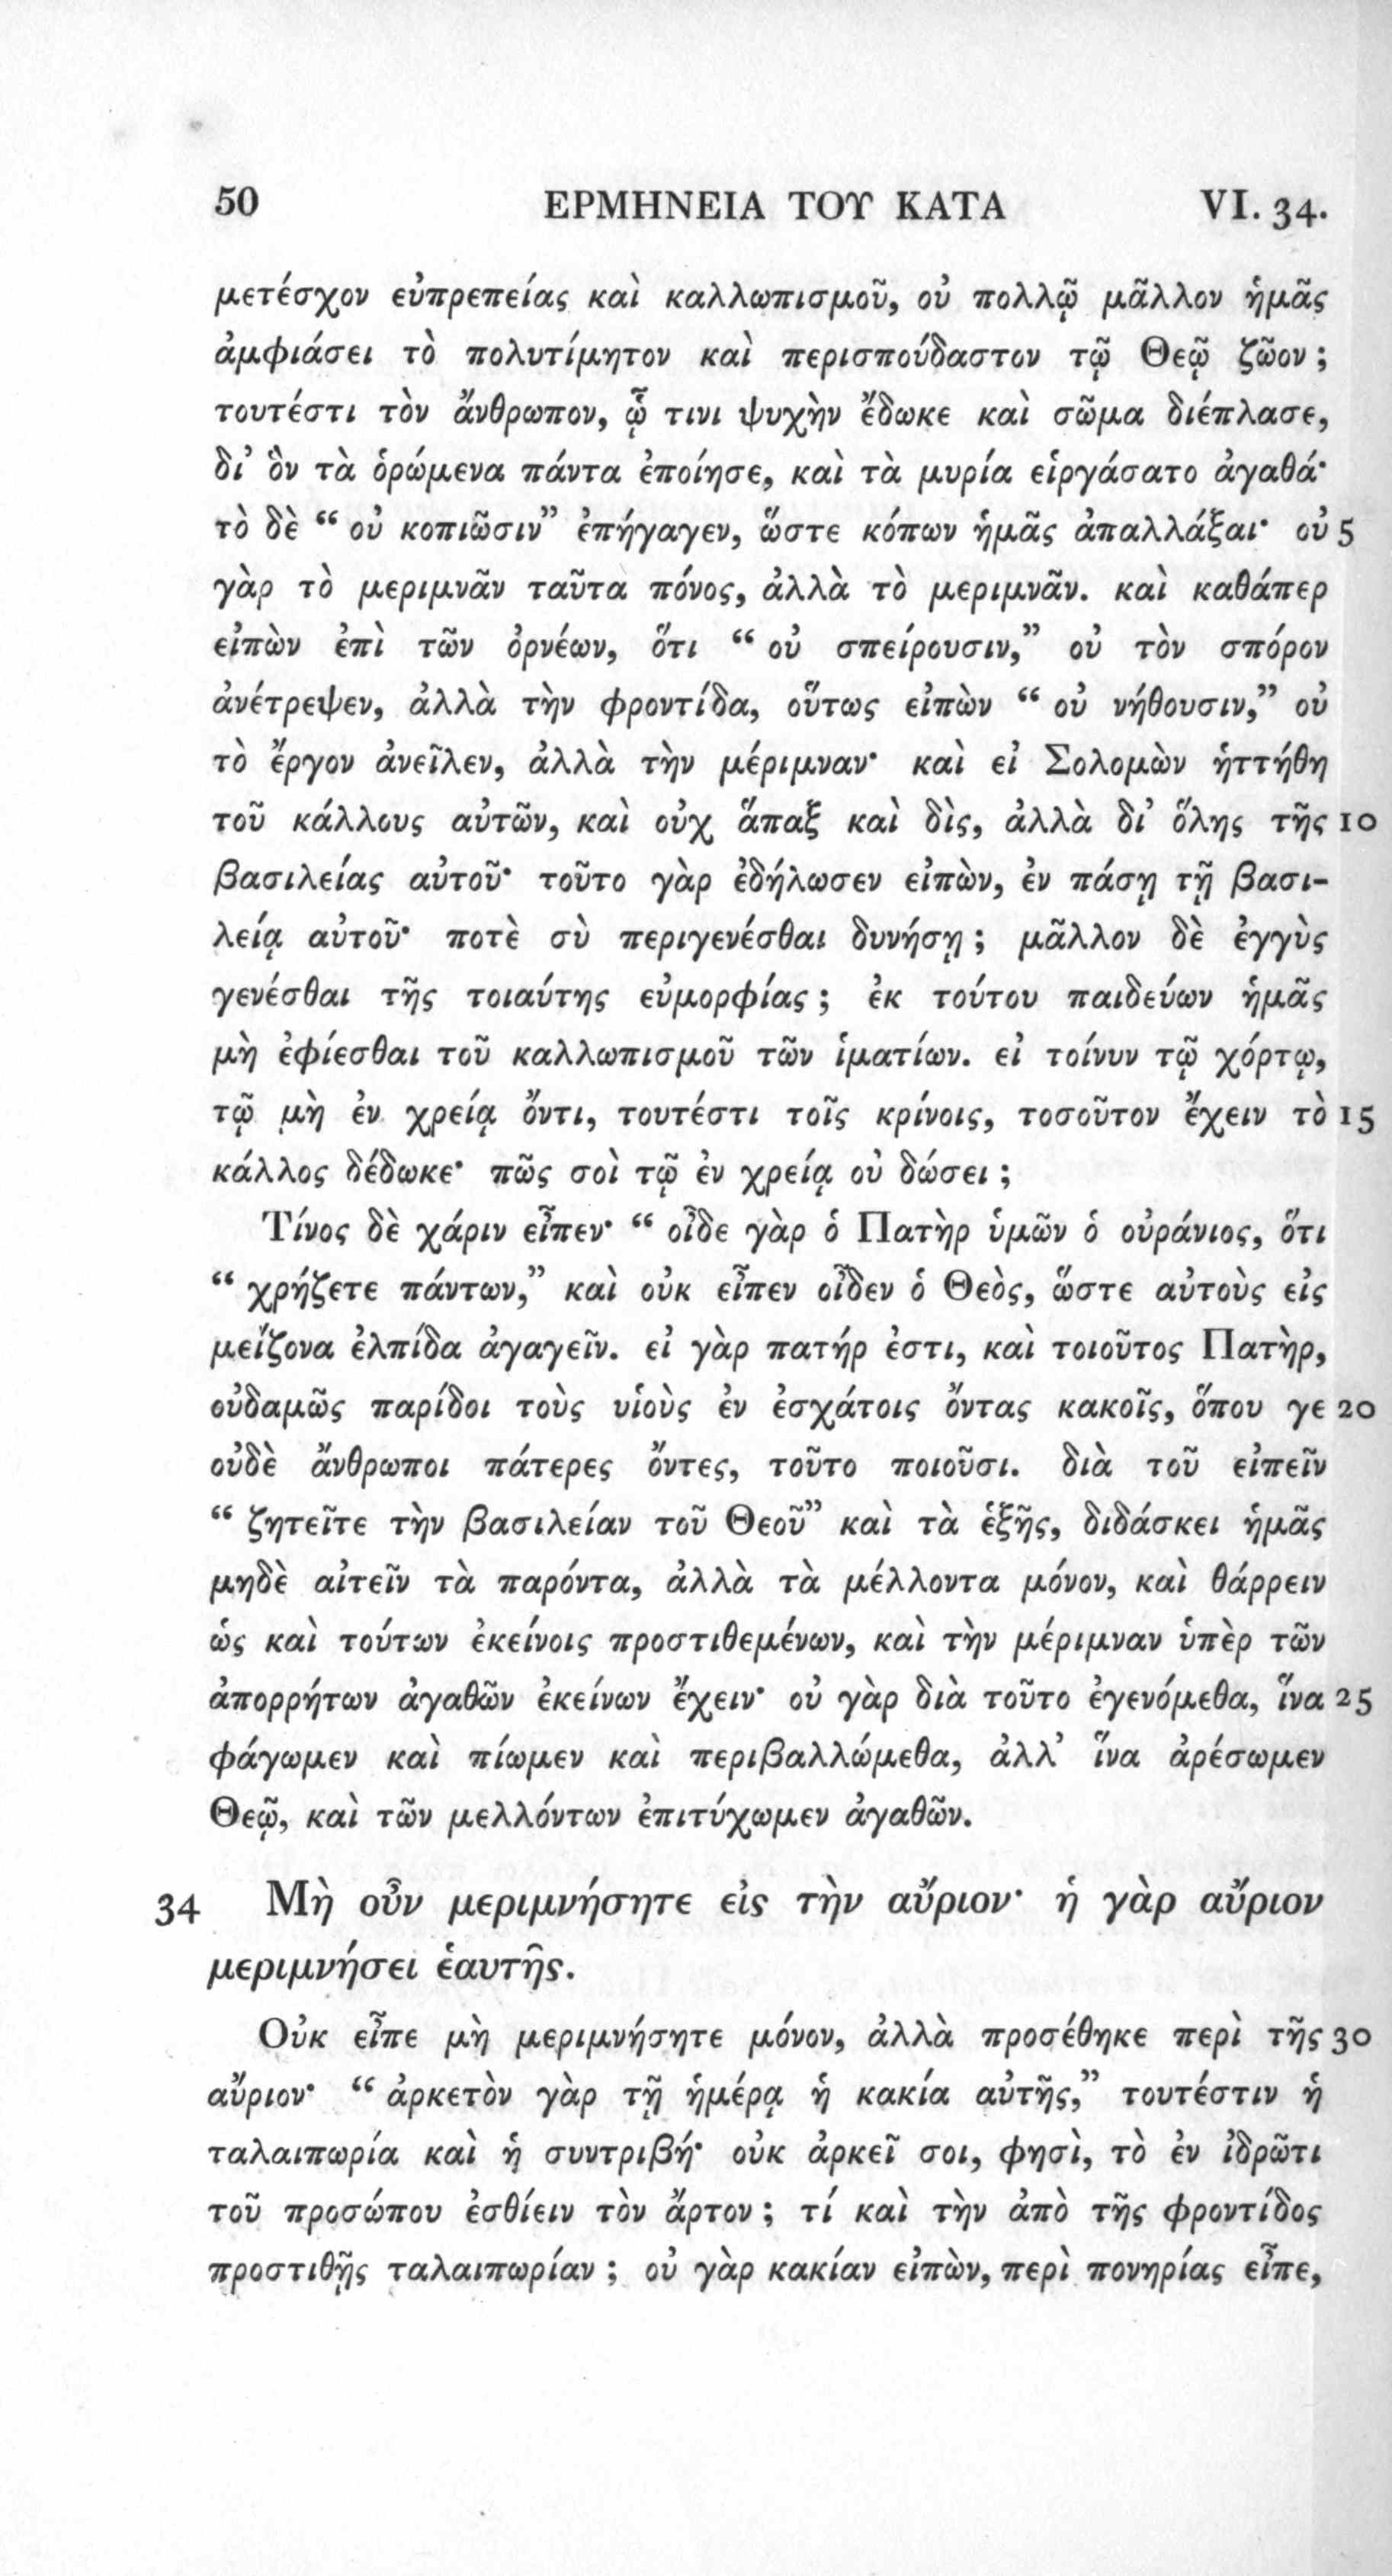 50 ΕΡΜΗΝΕΙΑ ΤΟΥ ΚΑΤΑ VI. 34.
μετέσχον εὐπρεπείας καὶ καλλωπισμοῦ, οὐ πολλῷ μᾶλλον ἡμᾶς
ἀμφιάσει τὸ πολυτίμητον καὶ περισπούδαστον τῷ Θεῷ ζῶον ;
τουτέστι τὸν ἄνθρωπον, ᾧ τινι ψυχὴν ἔδωκε καὶ σῶμα διέπλασε,
δι’ ὃν τὰ ὁρώμενα πάντα ἐποίησε, καὶ τὰ μυρία εἰργάσατο ἀγαθά·
τὸ δὲ “ οὐ κοπιῶσιν” ἐπήγαγεν, ὥστε κόπων ἡμᾶς ἀπαλλάξαι· οὐ 5
γὰρ τὸ μεριμνᾶν ταῦτα πόνος, ἀλλὰ τὸ μεριμνᾶν. καὶ καθάπερ
εἰπὼν ἐπὶ τῶν ὀρνέων, ὅτι “ οὐ σπείρουσιν,” οὐ τὸν σπόρον
ἀνέτρεψεν, ἀλλὰ τὴν φροντίδα, οὕτως εἰπὼν “ οὐ νήθουσιν,” οὐ
τὸ ἔργον ἀνεῖλεν, ἀλλὰ τὴν μέριμναν· καὶ εἰ Σολομὼν ἡττήθη
τοῦ κάλλους αὐτῶν, καὶ οὐχ ἅπαξ καὶ δὶς, ἀλλὰ δι’ ὅλης τῆς 10
βασιλείας αὐτοῦ· τοῦτο γὰρ ἐδήλωσεν εἰπὼν, ἐν πάσῃ τῇ βασι-
λείᾳ αὐτοῦ· ποτὲ σὺ περιγενέσθαι δυνήσῃ ; μᾶλλον δὲ ἐγγὺς
γενέσθαι τῆς τοιαύτης εὐμορφίας ; ἐκ τούτου παιδεύων ἡμᾶς
μὴ ἐφίεσθαι τοῦ καλλωπισμοῦ τῶν ἱματίων. εἰ τοίνυν τῷ χόρτῳ,
τῷ μὴ ἐν χρείᾳ ὄντι, τουτέστι τοῖς κρίνοις, τοσοῦτον ἔχειν τὸ 15
κάλλος δέδωκε· πῶς σοὶ τῷ ἐν χρείᾳ οὐ δώσει ;
Τίνος δὲ χάριν εἶπεν· “ οἶδε γὰρ ὁ Πατὴρ ὑμῶν ὁ οὐράνιος, ὅτι
“ χρῄζετε πάντων,” καὶ οὐκ εἶπεν οἶδεν ὁ Θεὸς, ὥστε αὐτοὺς εἰς
μείζονα ἐλπίδα ἀγαγεῖν. εἰ γὰρ πατήρ ἐστι, καὶ τοιοῦτος Πατὴρ,
οὐδαμῶς παρίδοι τοὺς υἱοὺς ἐν ἐσχάτοις ὄντας κακοῖς, ὅπου γε 20
οὐδὲ ἄνθρωποι πάτερες ὄντες, τοῦτο ποιοῦσι. διὰ τοῦ εἰπεῖν
“ ζητεῖτε τὴν βασιλείαν τοῦ Θεοῦ” καὶ τὰ ἑξῆς, διδάσκει ἡμᾶς
μηδὲ αἰτεῖν τὰ παρόντα, ἀλλὰ τὰ μέλλοντα μόνον, καὶ θάρρειν
ὡς καὶ τούτων ἐκείνοις προστιθεμένων, καὶ τὴν μέριμναν ὑπὲρ τῶν
ἀπορρήτων ἀγαθῶν ἐκείνων ἔχειν· οὐ γὰρ διὰ τοῦτο ἐγενόμεθα, ἵνα 25
φάγωμεν καὶ πίωμεν καὶ περιβαλλώμεθα, ἀλλ’ ἵνα ἀρέσωμεν
Θεῷ, καὶ τῶν μελλόντων ἐπιτύχωμεν ἀγαθῶν.
34 Μὴ οὖν μεριμνήσητε εἰς τὴν αὔριον· ἡ γὰρ αὔριον
μεριμνήσει ἑαυτῆς.
Οὐκ εἶπε μὴ μεριμνήσητε μόνον, ἀλλὰ προσέθηκε περὶ τῆς 30
αὔριον· “ ἀρκετὸν γὰρ τῇ ἡμέρᾳ ἡ κακία αὐτῆς,” τουτέστιν ἡ
ταλαιπωρία καὶ ἡ συντριβή· οὐκ ἀρκεῖ σοι, φησὶ, τὸ ἐν ἱδρῶτι
τοῦ προσώπου ἐσθίειν τὸν ἄρτον ; τί καὶ τὴν ἀπὸ τῆς φροντίδος
προστιθῇς ταλαιπωρίαν ; οὐ γὰρ κακίαν εἰπὼν, περὶ πονηρίας εἶπε,